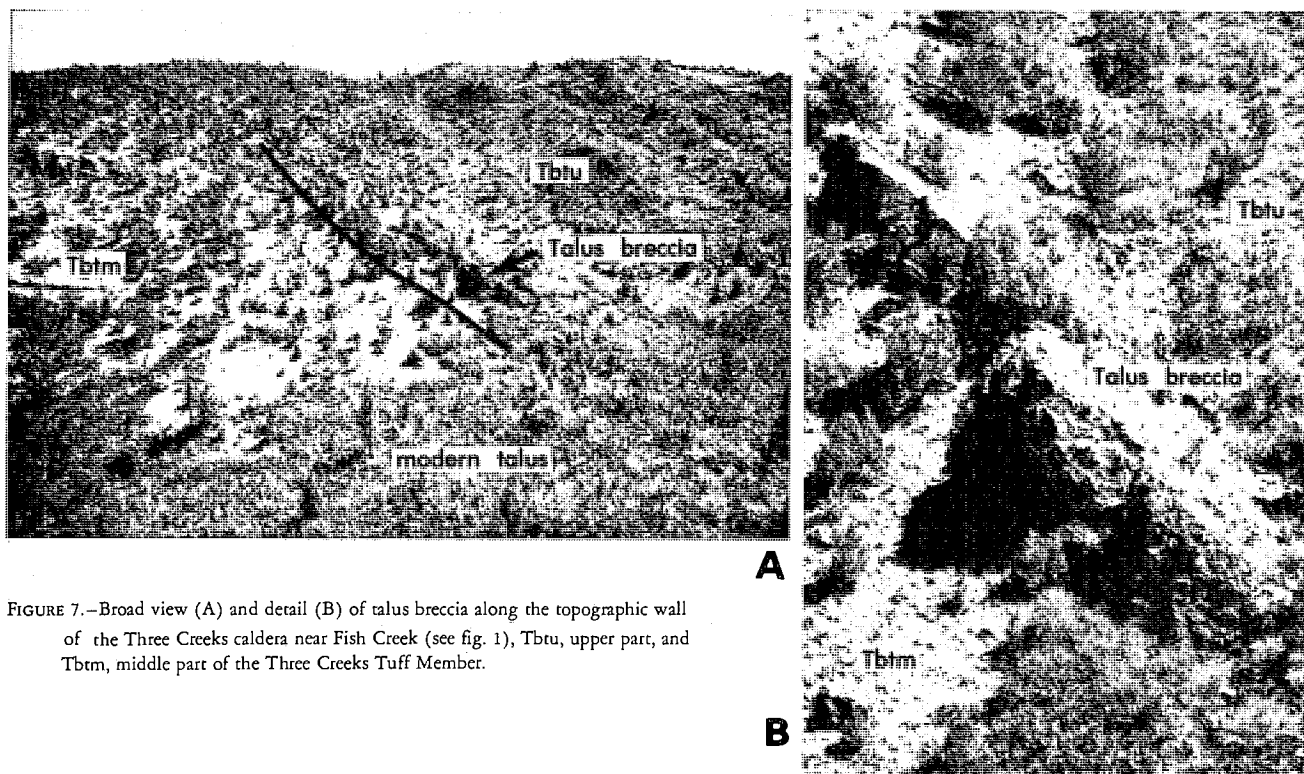 Tbtu
Talus breccia
Tbtm
modern talus
A
Tbtu
Talus breccia
Tbtm
B
FIGURE 7.–Broad view (A) and detail (B) of talus breccia along the topographic wall
of the Three Creeks caldera near Fish Creek (see fig. 1), Tbtu, upper part, and
Tbtm, middle part of the Three Creeks Tuff Member.